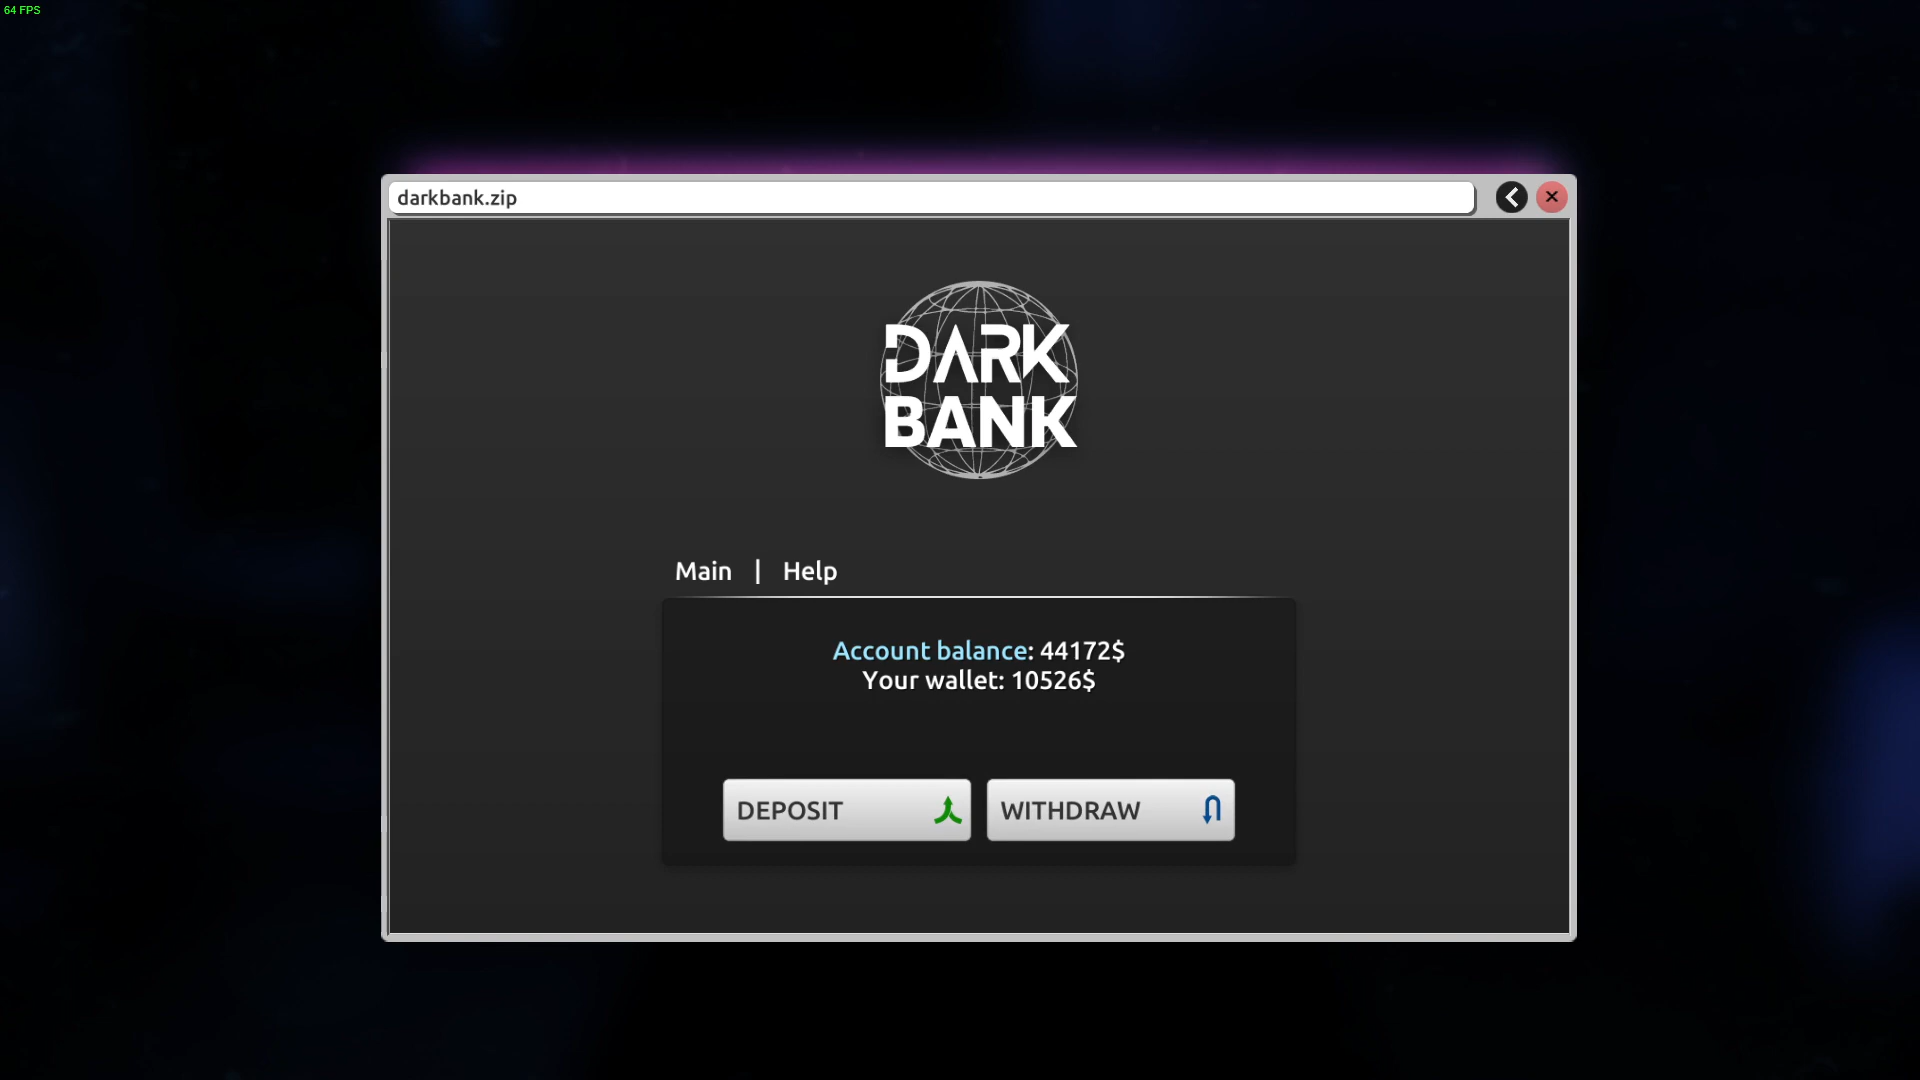 64 FPS
darkbank.zip
DARK
BANK
Main | Help
Account balance: 44172$
Your wallet: 10526$
DEPOSIT
WITHDRAW